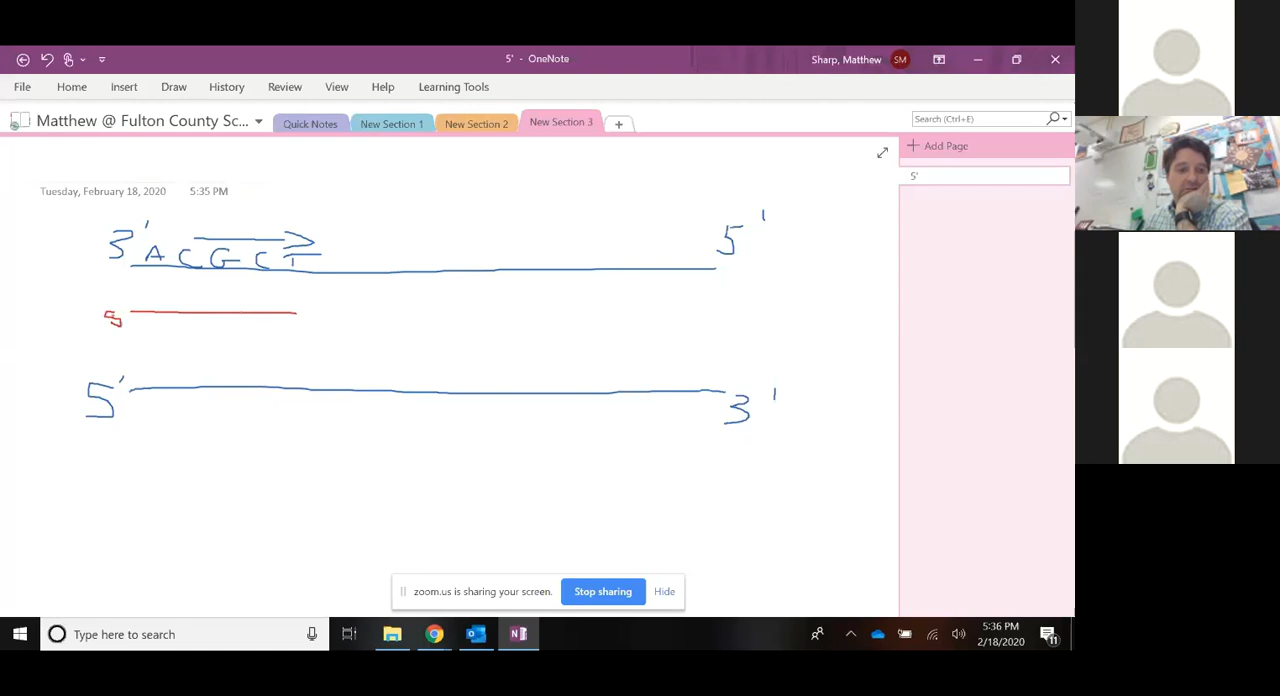 5' - OneNote
Sharp, Matthew SM
File Home Insert Draw History Review View Help Learning Tools
Matthew @ Fulton County Sc... Quick Notes New Section 1 New Section 2 New Section 3 +
Search (Ctrl+E)
Add Page
5'
Tuesday, February 18, 2020 5:35 PM
3' A C G C T 5'
5' 3'
zoom.us is sharing your screen. Stop sharing Hide
Type here to search
5:36 PM
2/18/2020
11